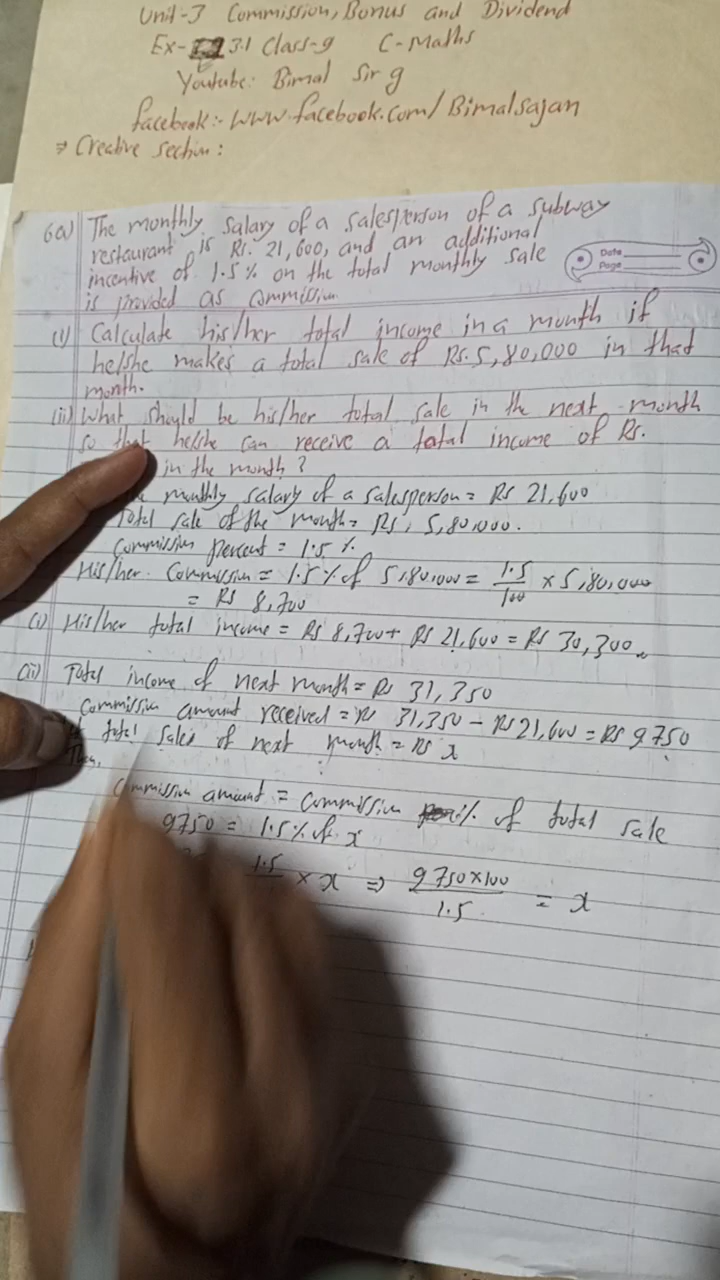 Unit-3 Commission, Bonus and Dividend
Ex- 3.1 Class-9 C-Maths
Youtube: Bimal Sir g
facebook:- www.facebook.com/Bimalsajan
⇒ Creative section:
6a) The monthly salary of a salesperson of a subway
restaurant is Rs. 21,600, and an additional
incentive of 1.5% on the total monthly sale
is provided as commission
Date
Page
(i) Calculate his/her total income in a month if
he/she makes a total sale of Rs. 5,80,000 in that
month.
(ii) What should be his/her total sale in the next month
so that he/she can receive a total income of Rs.
in the month?
monthly salary of a salesperson = Rs 21,600
Total sale of the month = Rs, 5,80,000.
Commission percent = 1.5 %
His/her. Commission = 1.5% of 5,80,000 = 1.5/100 × 5,80,000
= Rs 8,700
(i) His/her total income = Rs 8,700 + Rs 21,600 = Rs 30,300
(ii) Total income of next month = Rs 31,350
Commission amount received = Rs 31,350 - Rs 21,600 = Rs 9750
total sales of next month = Rs x
Then,
Commission amount = commission % of total sale
9750 = 1.5% of x
1.5 × x ⇒ 9750×100/1.5 = x